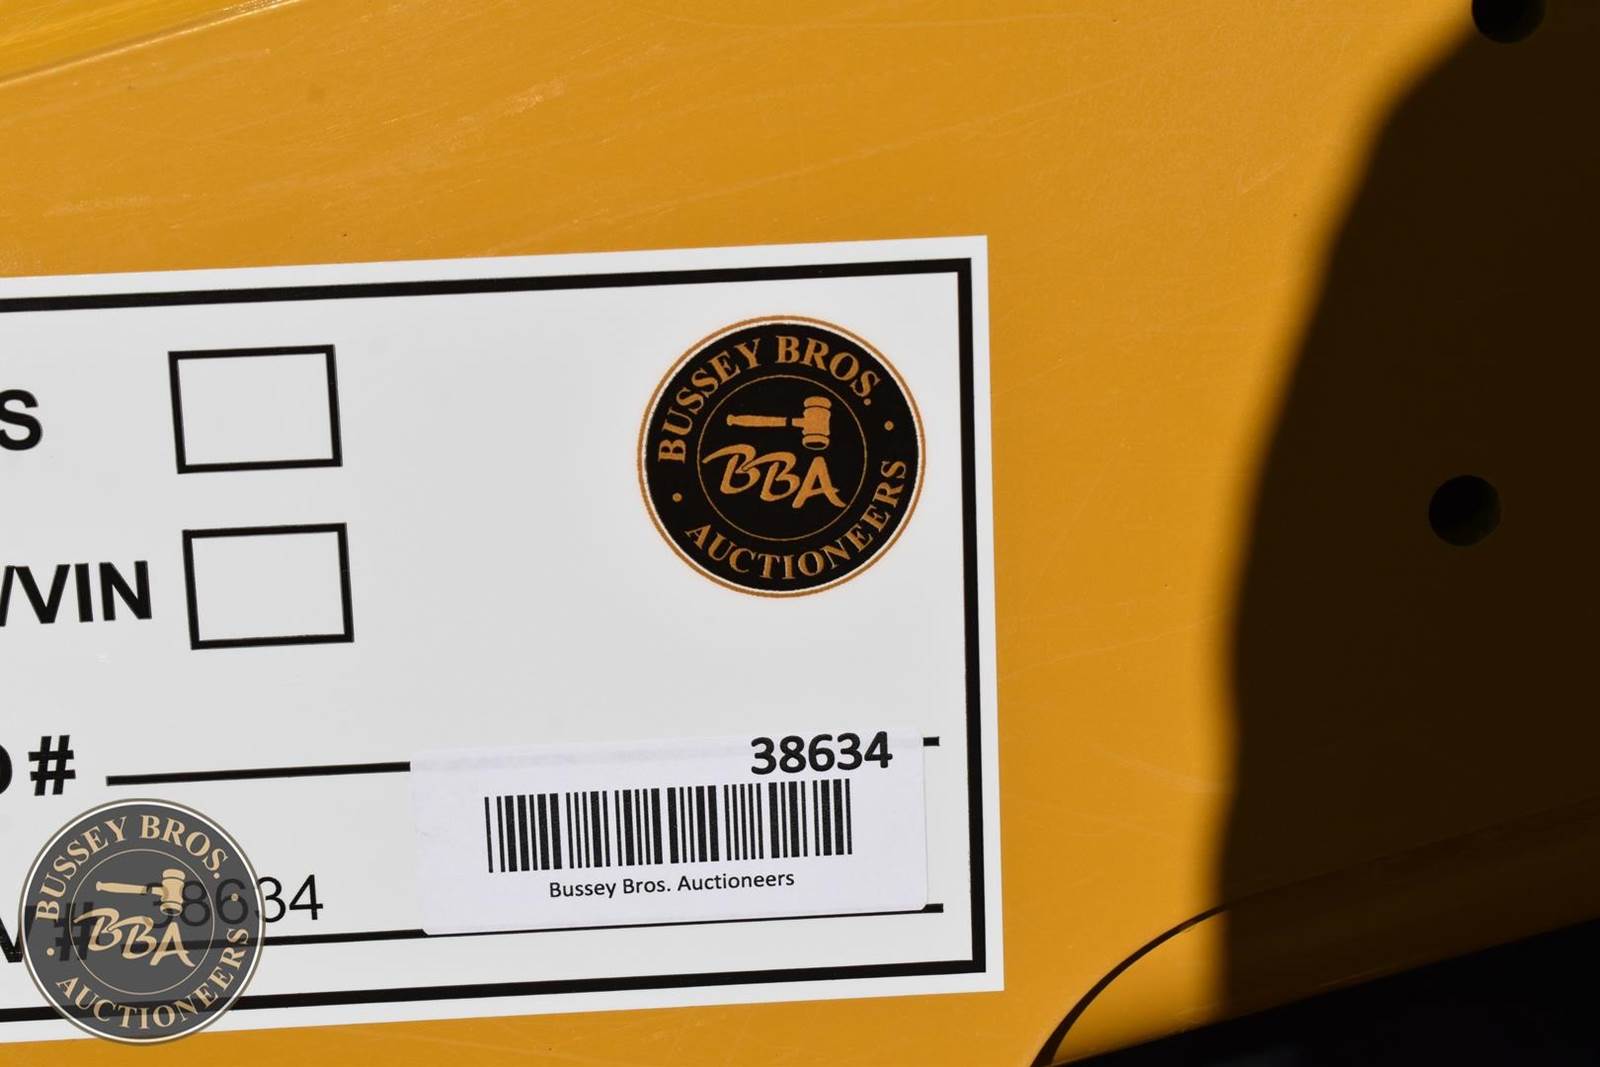 S
/VIN
BUSSEY BROS.
BBA
AUCTIONEERS
#
38634
Bussey Bros. Auctioneers
# 38634
BUSSEY BROS.
BBA
AUCTIONEERS